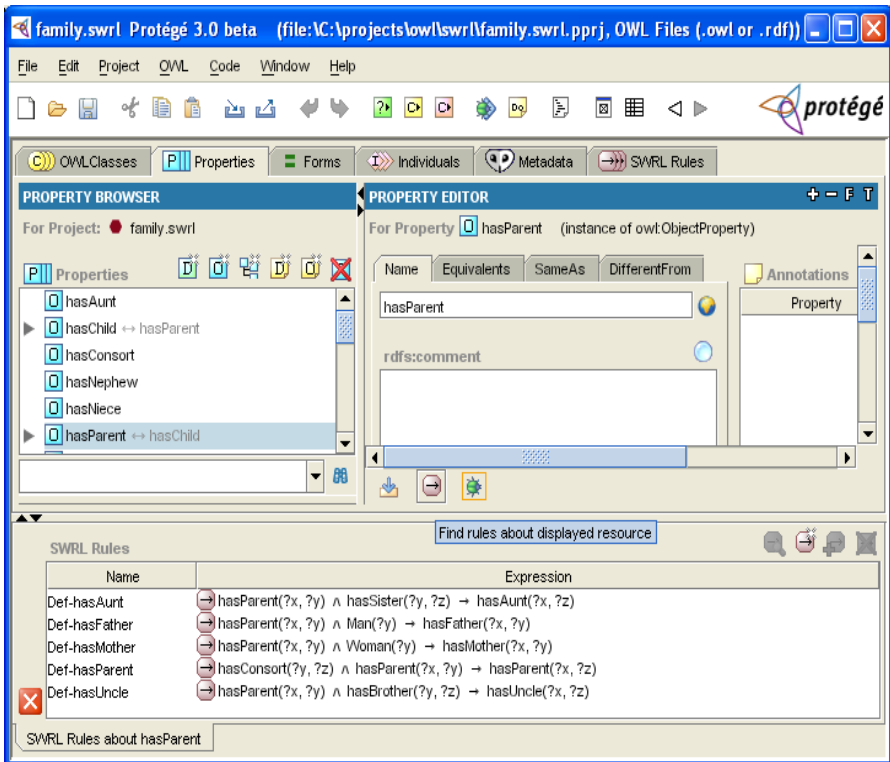 family.swrl Protégé 3.0 beta (file:\C:\projects\owl\swrl\family.swrl.pprj, OWL Files (.owl or .rdf))
File Edit Project OWL Code Window Help
protégé
OWLClasses Properties Forms Individuals Metadata SWRL Rules
PROPERTY BROWSER
For Project: family.swrl
Properties
hasAunt
hasChild ↔ hasParent
hasConsort
hasNephew
hasNiece
hasParent ↔ hasChild
PROPERTY EDITOR
F T
For Property hasParent (instance of owl:ObjectProperty)
Name Equivalents SameAs DifferentFrom
hasParent
rdfs:comment
Annotations
Property
Find rules about displayed resource
SWRL Rules
Name Expression
Def-hasAunt hasParent(?x, ?y) ∧ hasSister(?y, ?z) → hasAunt(?x, ?z)
Def-hasFather hasParent(?x, ?y) ∧ Man(?y) → hasFather(?x, ?y)
Def-hasMother hasParent(?x, ?y) ∧ Woman(?y) → hasMother(?x, ?y)
Def-hasParent hasConsort(?y, ?z) ∧ hasParent(?x, ?y) → hasParent(?x, ?z)
Def-hasUncle hasParent(?x, ?y) ∧ hasBrother(?y, ?z) → hasUncle(?x, ?z)
SWRL Rules about hasParent